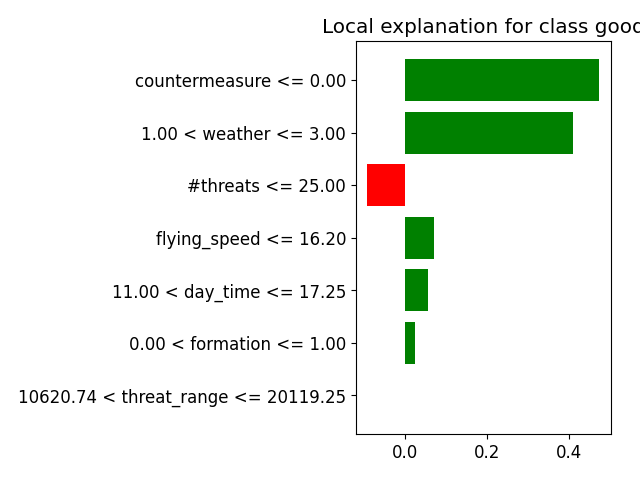 Local explanation for class good
countermeasure <= 0.00
1.00 < weather <= 3.00
#threats <= 25.00
flying_speed <= 16.20
11.00 < day_time <= 17.25
0.00 < formation <= 1.00
10620.74 < threat_range <= 20119.25
0.0 0.2 0.4